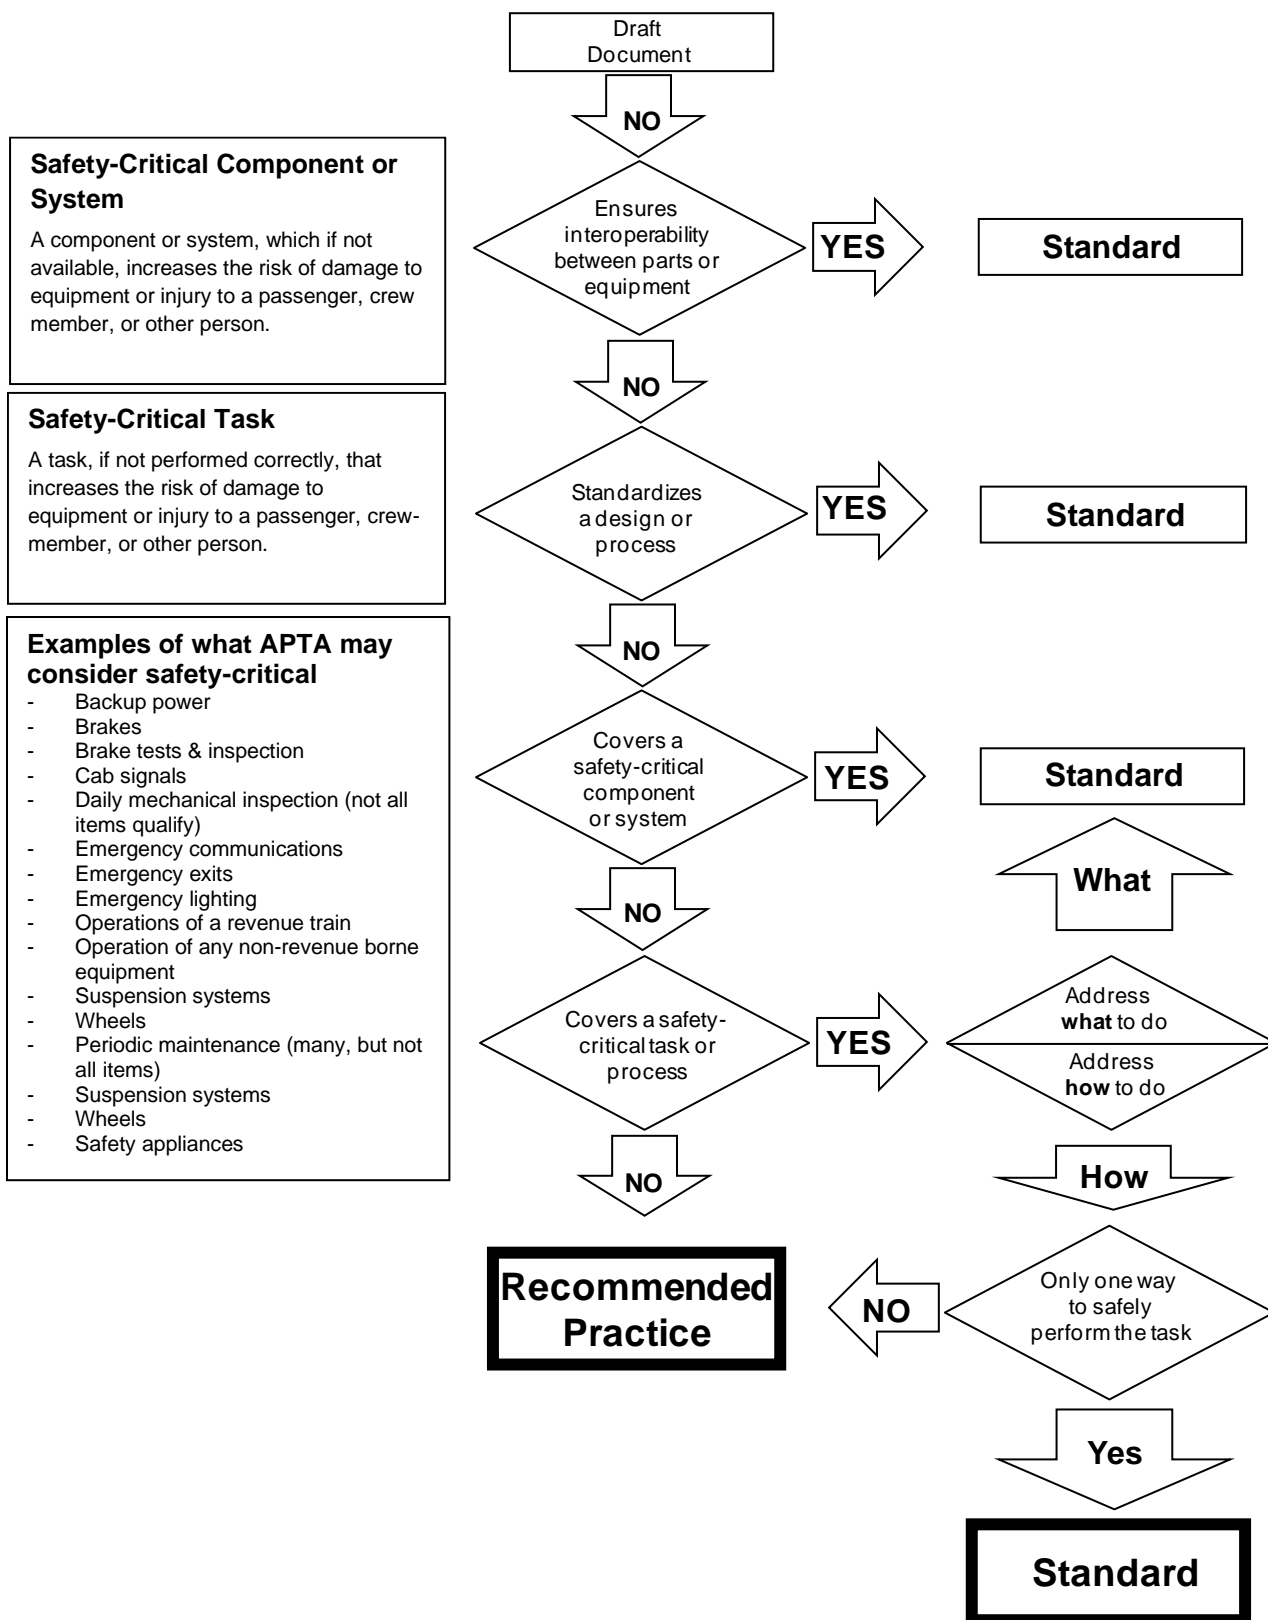 Draft
Document
NO
Safety-Critical Component or
System
A component or system, which if not
available, increases the risk of damage to
equipment or injury to a passenger, crew
member, or other person.
Ensures
interoperability
between parts or
equipment
YES
Standard
NO
Safety-Critical Task
A task, if not performed correctly, that
increases the risk of damage to
equipment or injury to a passenger, crew-
member, or other person.
Standardizes
a design or
process
YES
Standard
NO
Examples of what APTA may
consider safety-critical
- Backup power
- Brakes
- Brake tests & inspection
- Cab signals
- Daily mechanical inspection (not all
items qualify)
- Emergency communications
- Emergency exits
- Emergency lighting
- Operations of a revenue train
- Operation of any non-revenue borne
equipment
- Suspension systems
- Wheels
- Periodic maintenance (many, but not
all items)
- Suspension systems
- Wheels
- Safety appliances
Covers a
safety-critical
component
or system
YES
Standard
What
NO
Covers a safety-
critical task or
process
YES
Address
what to do
Address
how to do
NO
How
Recommended
Practice
NO
Only one way
to safely
perform the task
Yes
Standard